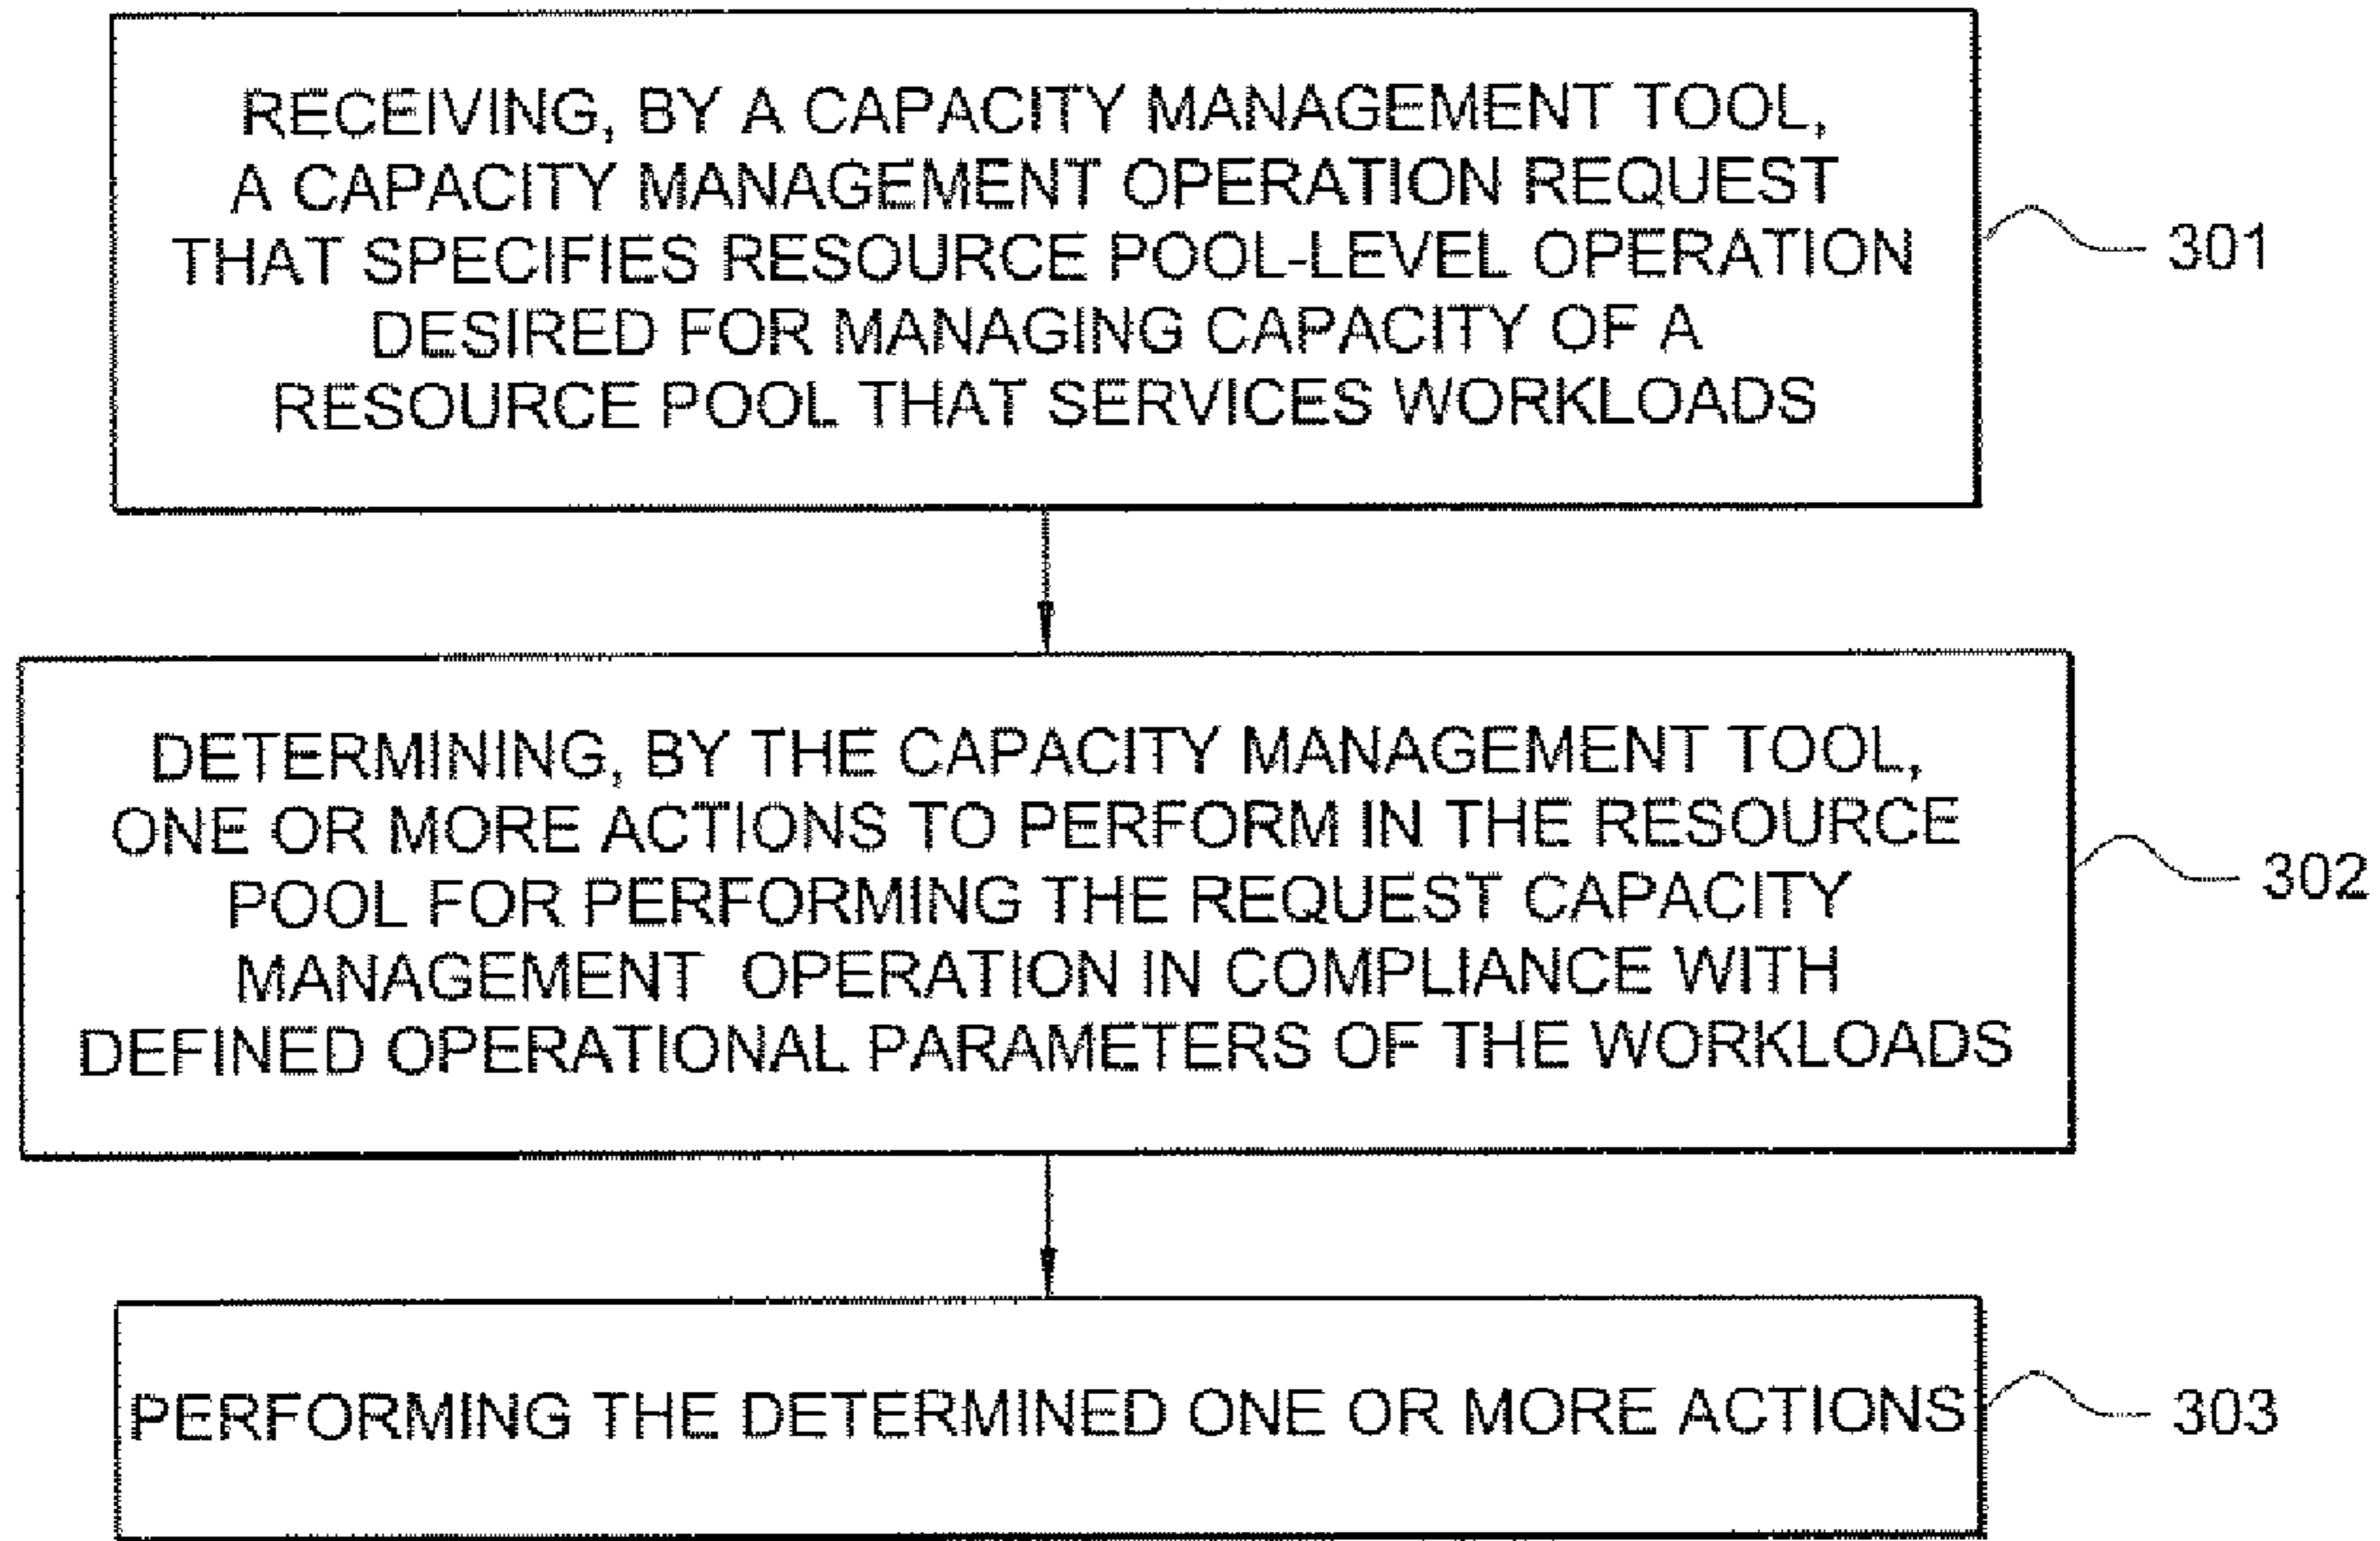 RECEIVING, BY A CAPACITY MANAGEMENT TOOL,
A CAPACITY MANAGEMENT OPERATION REQUEST
THAT SPECIFIES RESOURCE POOL-LEVEL OPERATION
DESIRED FOR MANAGING CAPACITY OF A
RESOURCE POOL THAT SERVICES WORKLOADS
301
DETERMINING, BY THE CAPACITY MANAGEMENT TOOL,
ONE OR MORE ACTIONS TO PERFORM IN THE RESOURCE
POOL FOR PERFORMING THE REQUEST CAPACITY
MANAGEMENT OPERATION IN COMPLIANCE WITH
DEFINED OPERATIONAL PARAMETERS OF THE WORKLOADS
302
PERFORMING THE DETERMINED ONE OR MORE ACTIONS
303